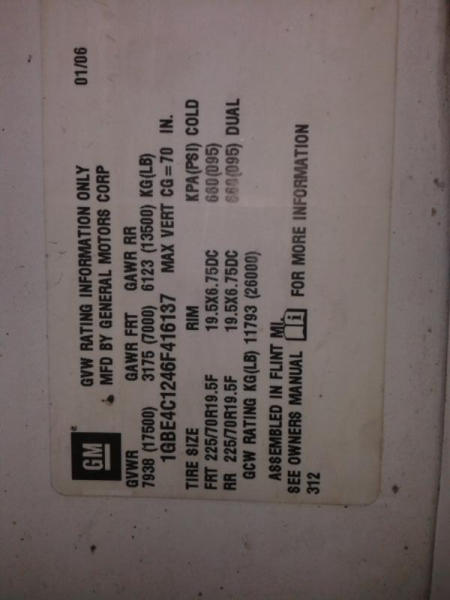 GM
GVW RATING INFORMATION ONLY 01/06
MFD BY GENERAL MOTORS CORP
GVWR GAWR FRT GAWR RR
7938 (17500) 3175 (7000) 6123 (13500) KG(LB)
1GBE4C1246F416137 MAX VERT CG=70 IN.
TIRE SIZE RIM KPA(PSI) COLD
FRT 225/70R19.5F 19.5X6.75DC 660(095)
RR 225/70R19.5F 19.5X6.75DC 660(095) DUAL
GCW RATING KG(LB) 11793 (26000)
ASSEMBLED IN FLINT MI.
SEE OWNERS MANUAL i FOR MORE INFORMATION
312